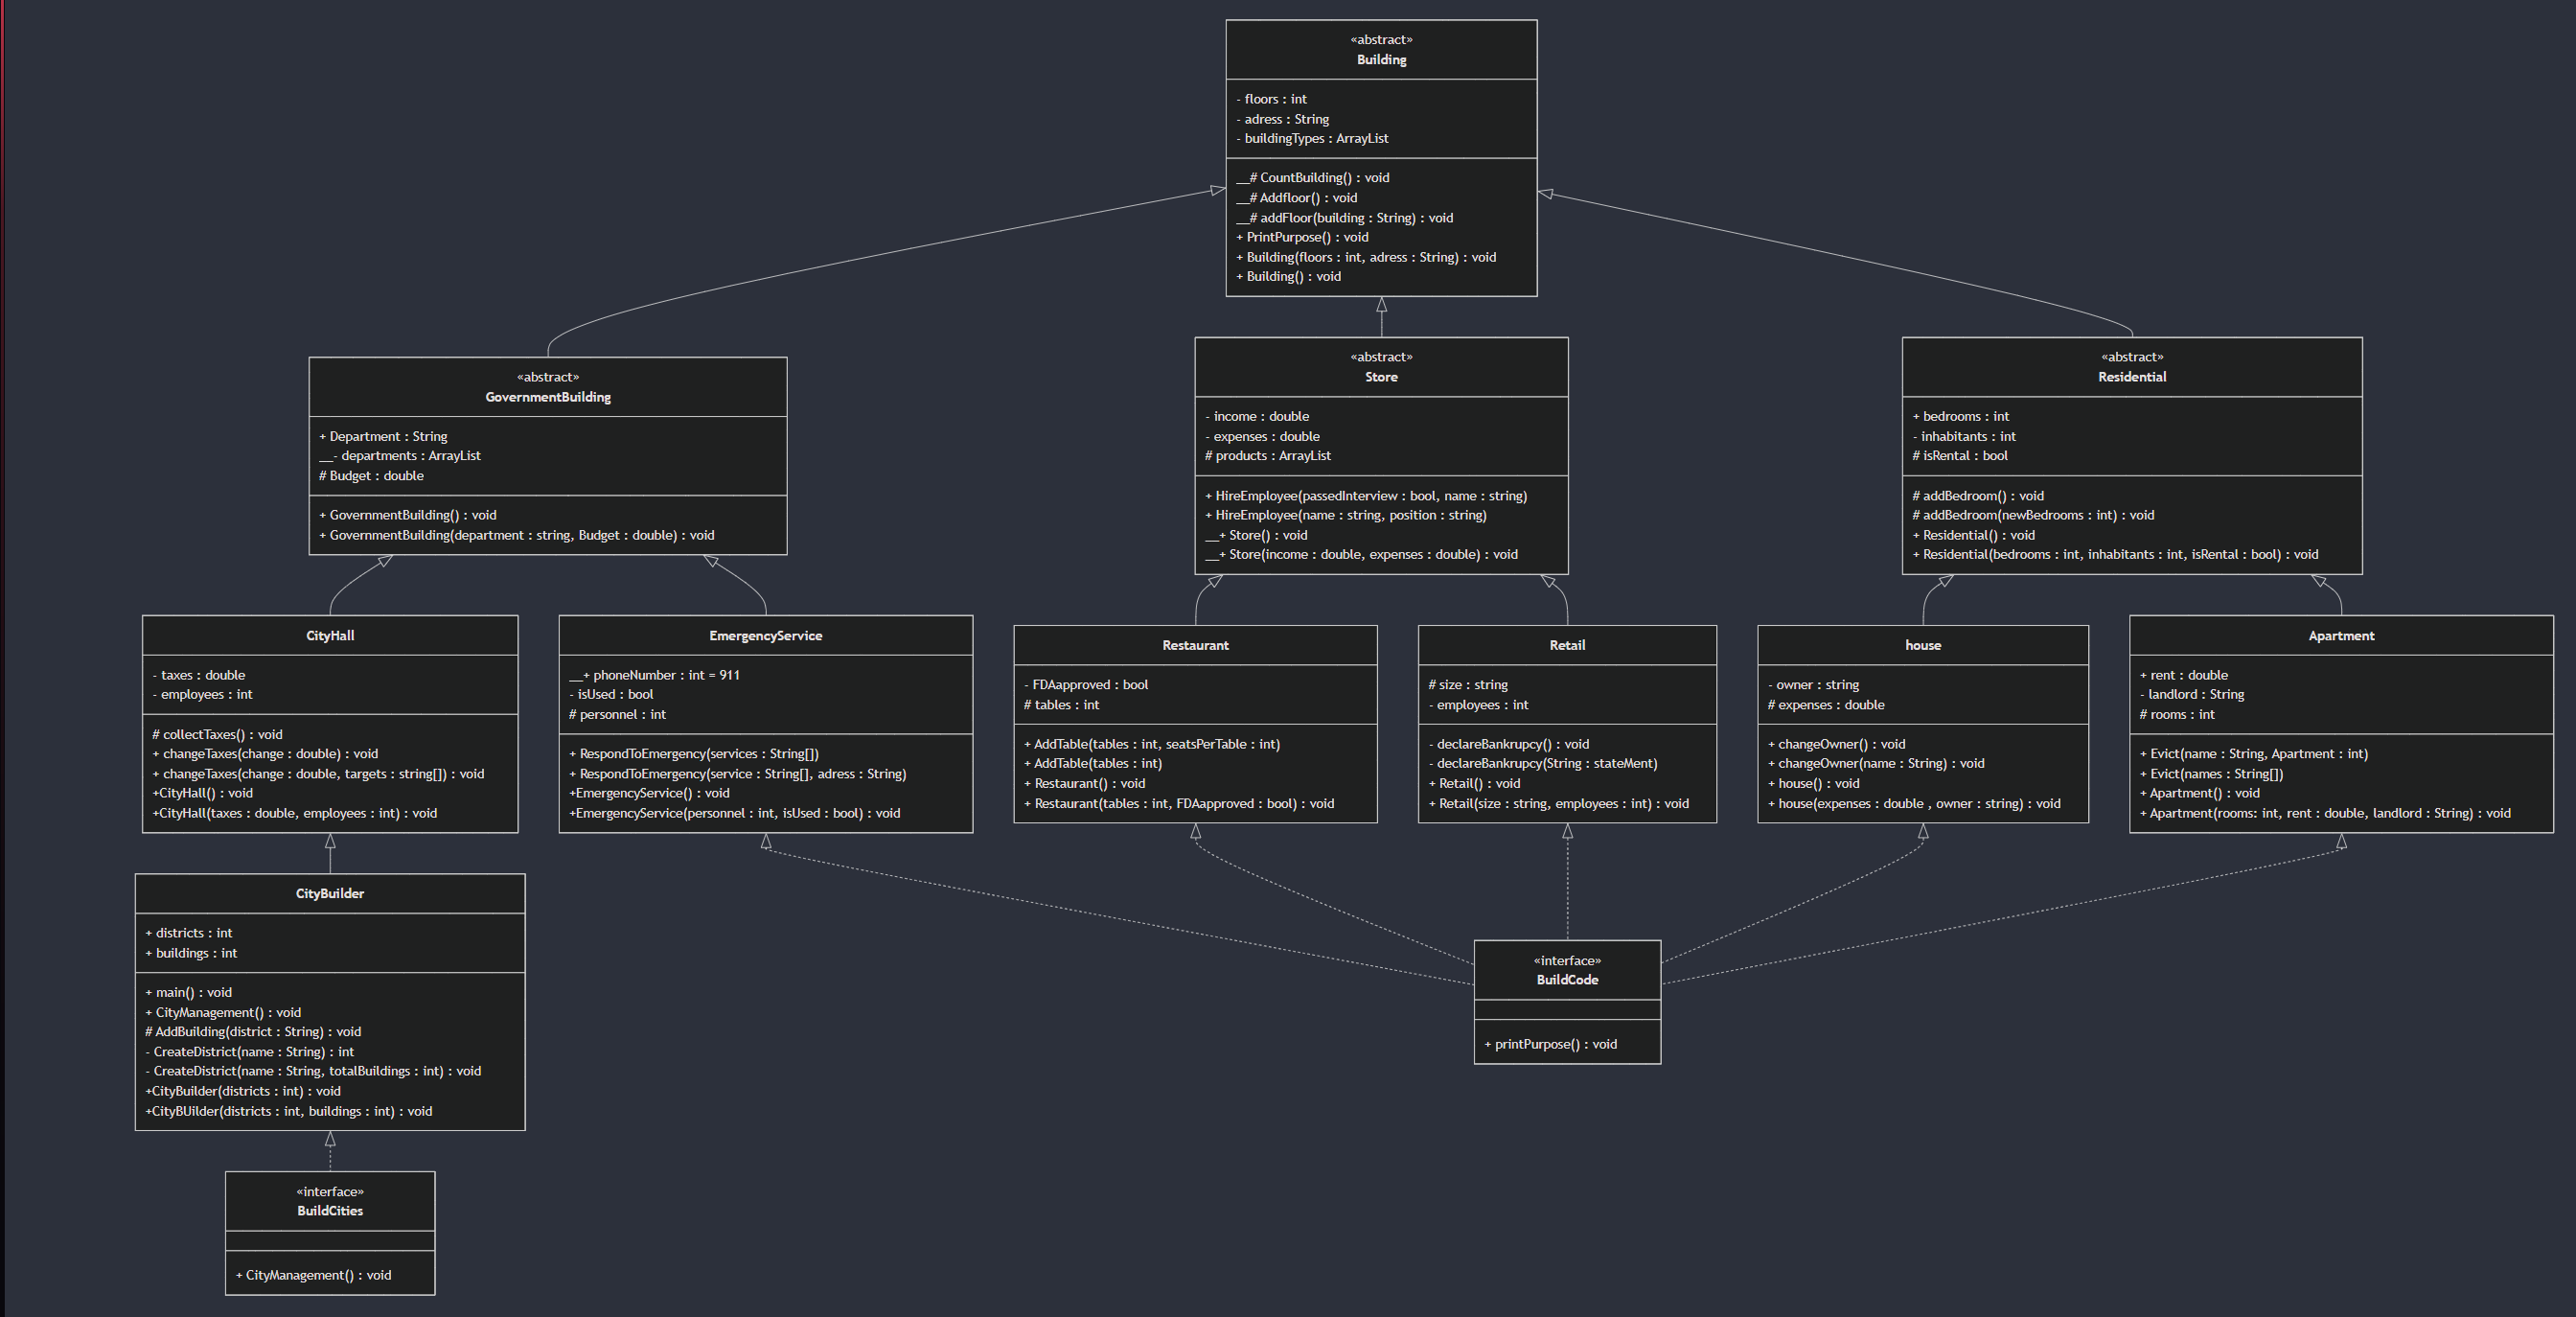 «abstract»
Building
- floors : int
- adress : String
- buildingTypes : ArrayList
__# CountBuilding() : void
__# Addfloor() : void
__# addFloor(building : String) : void
+ PrintPurpose() : void
+ Building(floors : int, adress : String) : void
+ Building() : void
«abstract»
GovernmentBuilding
+ Department : String
__- departments : ArrayList
# Budget : double
+ GovernmentBuilding() : void
+ GovernmentBuilding(department : string, Budget : double) : void
«abstract»
Store
- income : double
- expenses : double
# products : ArrayList
+ HireEmployee(passedInterview : bool, name : string)
+ HireEmployee(name : string, position : string)
__+ Store() : void
__+ Store(income : double, expenses : double) : void
«abstract»
Residential
+ bedrooms : int
- inhabitants : int
# isRental : bool
# addBedroom() : void
# addBedroom(newBedrooms : int) : void
+ Residential() : void
+ Residential(bedrooms : int, inhabitants : int, isRental : bool) : void
CityHall
- taxes : double
- employees : int
# collectTaxes() : void
+ changeTaxes(change : double) : void
+ changeTaxes(change : double, targets : string[]) : void
+CityHall() : void
+CityHall(taxes : double, employees : int) : void
EmergencyService
__+ phoneNumber : int = 911
- isUsed : bool
# personnel : int
+ RespondToEmergency(services : String[])
+ RespondToEmergency(service : String[], adress : String)
+EmergencyService() : void
+EmergencyService(personnel : int, isUsed : bool) : void
Restaurant
- FDAapproved : bool
# tables : int
+ AddTable(tables : int, seatsPerTable : int)
+ AddTable(tables : int)
+ Restaurant() : void
+ Restaurant(tables : int, FDAapproved : bool) : void
Retail
# size : string
- employees : int
- declareBankrupcy() : void
- declareBankrupcy(String : stateMent)
+ Retail() : void
+ Retail(size : string, employees : int) : void
house
- owner : string
# expenses : double
+ changeOwner() : void
+ changeOwner(name : String) : void
+ house() : void
+ house(expenses : double , owner : string) : void
Apartment
+ rent : double
- landlord : String
# rooms : int
+ Evict(name : String, Apartment : int)
+ Evict(names : String[])
+ Apartment() : void
+ Apartment(rooms: int, rent : double, landlord : String) : void
CityBuilder
+ districts : int
+ buildings : int
+ main() : void
+ CityManagement() : void
# AddBuilding(district : String) : void
- CreateDistrict(name : String) : int
- CreateDistrict(name : String, totalBuildings : int) : void
+CityBuilder(districts : int) : void
+CityBUilder(districts : int, buildings : int) : void
«interface»
BuildCode
+ printPurpose() : void
«interface»
BuildCities
+ CityManagement() : void